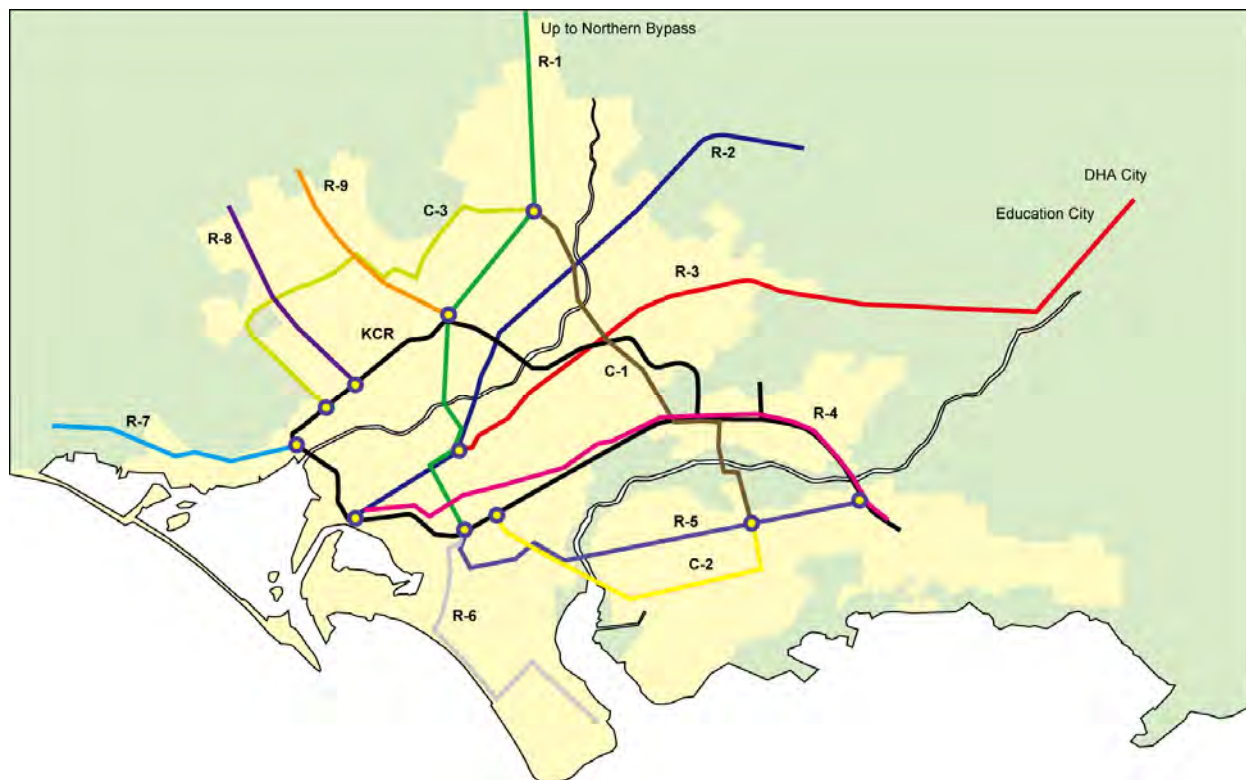 Up to Northern Bypass
R-1
R-2
R-9
DHA City
C-3
Education City
R-8
R-3
KCR
C-1
R-4
R-7
R-5
C-2
R-6